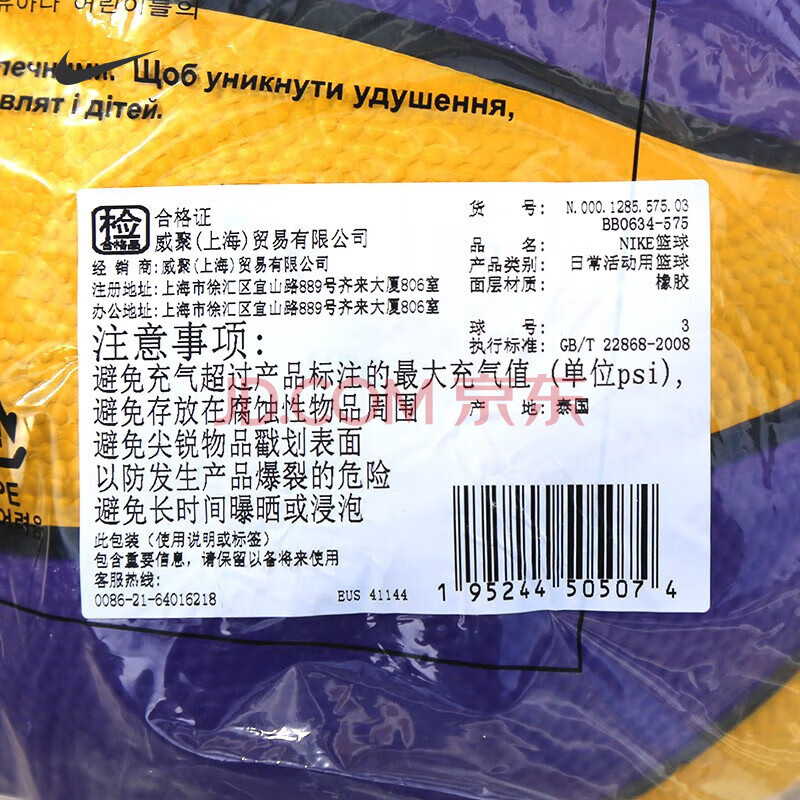 어린이들의
Щоб уникнути удушення,
влят і дітей.
检
合格品
合格证
威聚(上海)贸易有限公司
经 销 商:威聚(上海)贸易有限公司
注册地址:上海市徐汇区宜山路889号齐来大厦806室
办公地址:上海市徐汇区宜山路889号齐来大厦806室
货 号: N.000.1285.575.03
BB0634-575
品 名: NIKE篮球
产品类别: 日常活动用篮球
面层材质: 橡胶
球 号: 3
执行标准: GB/T 22868-2008
注意事项:
避免充气超过产品标注的最大充气值 (单位psi),
避免存放在腐蚀性物品周围
产 地: 泰国
避免尖锐物品戳划表面
以防发生产品爆裂的危险
避免长时间曝晒或浸泡
此包装(使用说明或标签)
包含重要信息，请保留以备将来使用
客服热线:
0086-21-64016218
EUS 41144
1 95244 50507 4
JD.COM 京东
PE